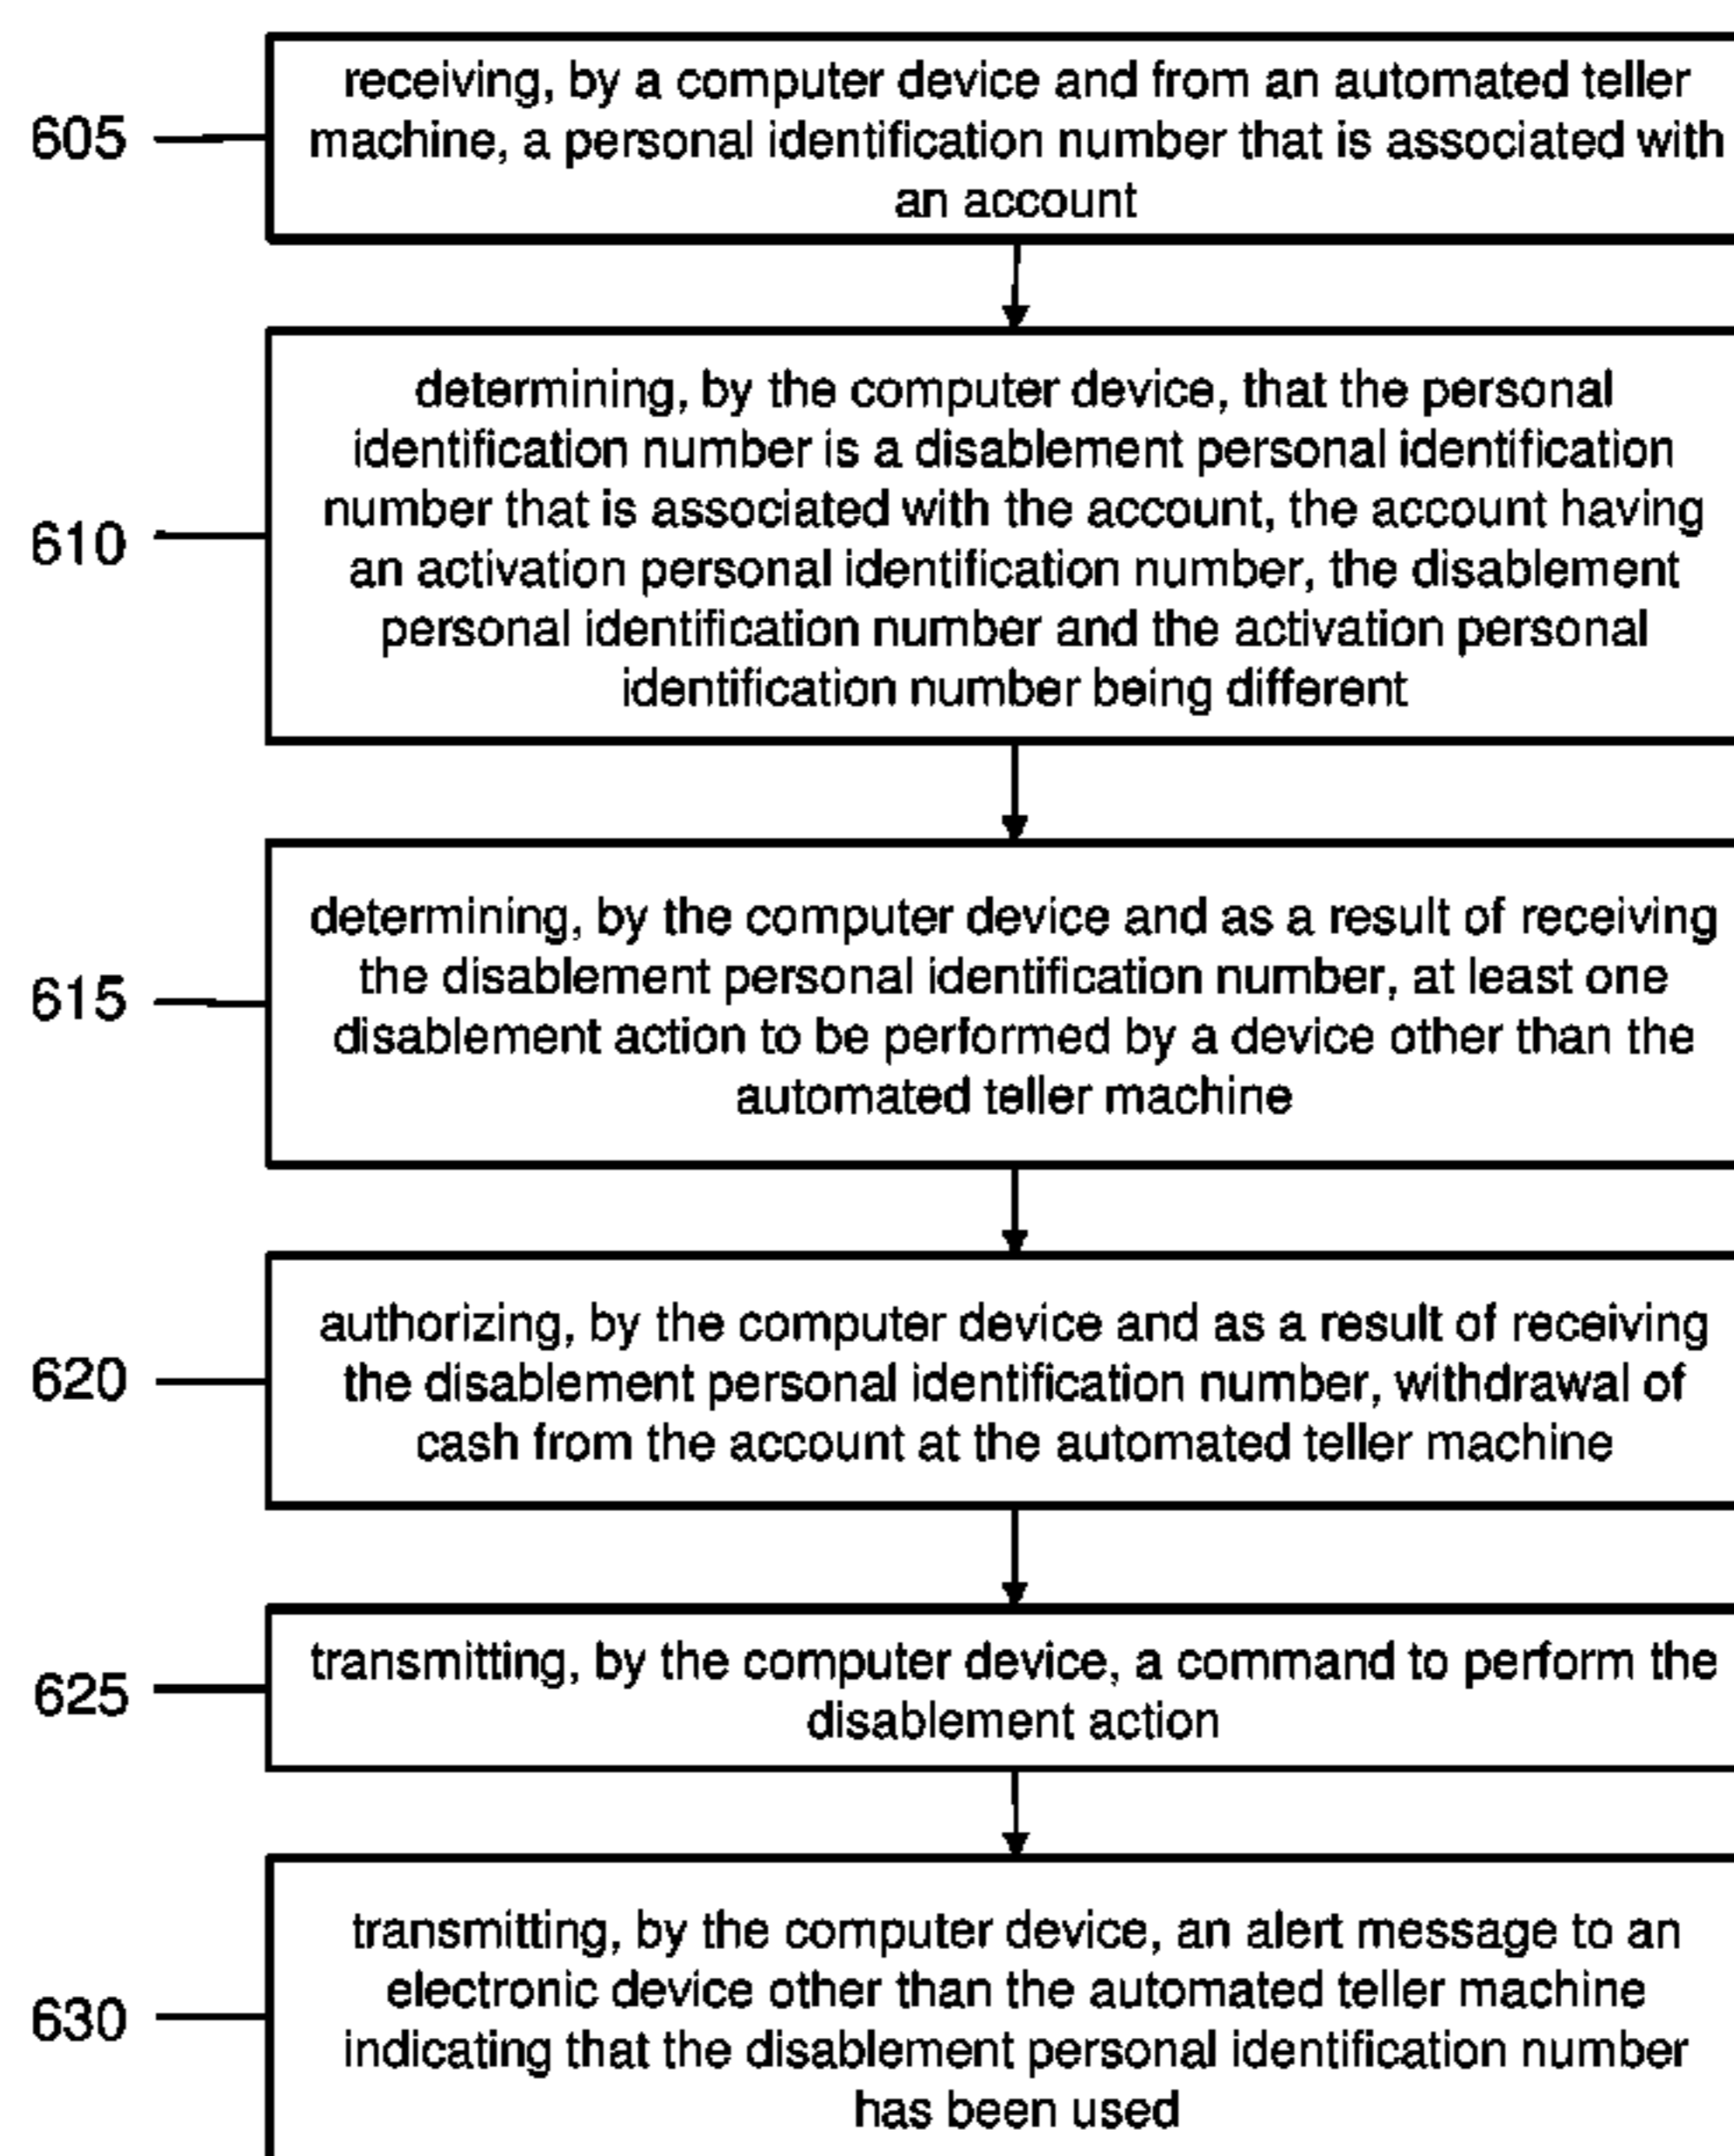 receiving, by a computer device and from an automated teller
605
machine, a personal identification number that is associated with
an account
determining, by the computer device, that the personal
identification number is a disablement personal identification
number that is associated with the account, the account having
610
an activation personal identification number, the disablement
personal identification number and the activation personal
identification number being different
determining, by the computer device and as a result of receiving
the disablement personal identification number, at least one
615
disablement action to be performed by a device other than the
automated teller machine
authorizing, by the computer device and as a result of receiving
620
the disablement personal identification number, withdrawal of
cash from the account at the automated teller machine
transmitting, by the computer device, a command to perform the
625
disablement action
transmitting, by the computer device, an alert message to an
electronic device other than the automated teller machine
630
indicating that the disablement personal identification number
has been used